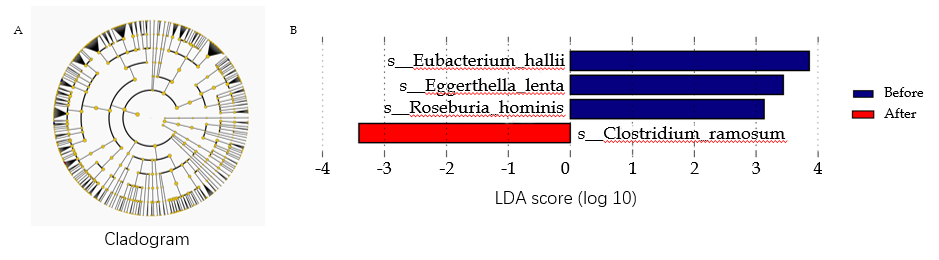 A
B
s__Eubacterium_hallii
s__Eggerthella_lenta
s__Roseburia_hominis
s__Clostridium_ramosum
Before
After
-4 -3 -2 -1 0 1 2 3 4
LDA score (log 10)
Cladogram